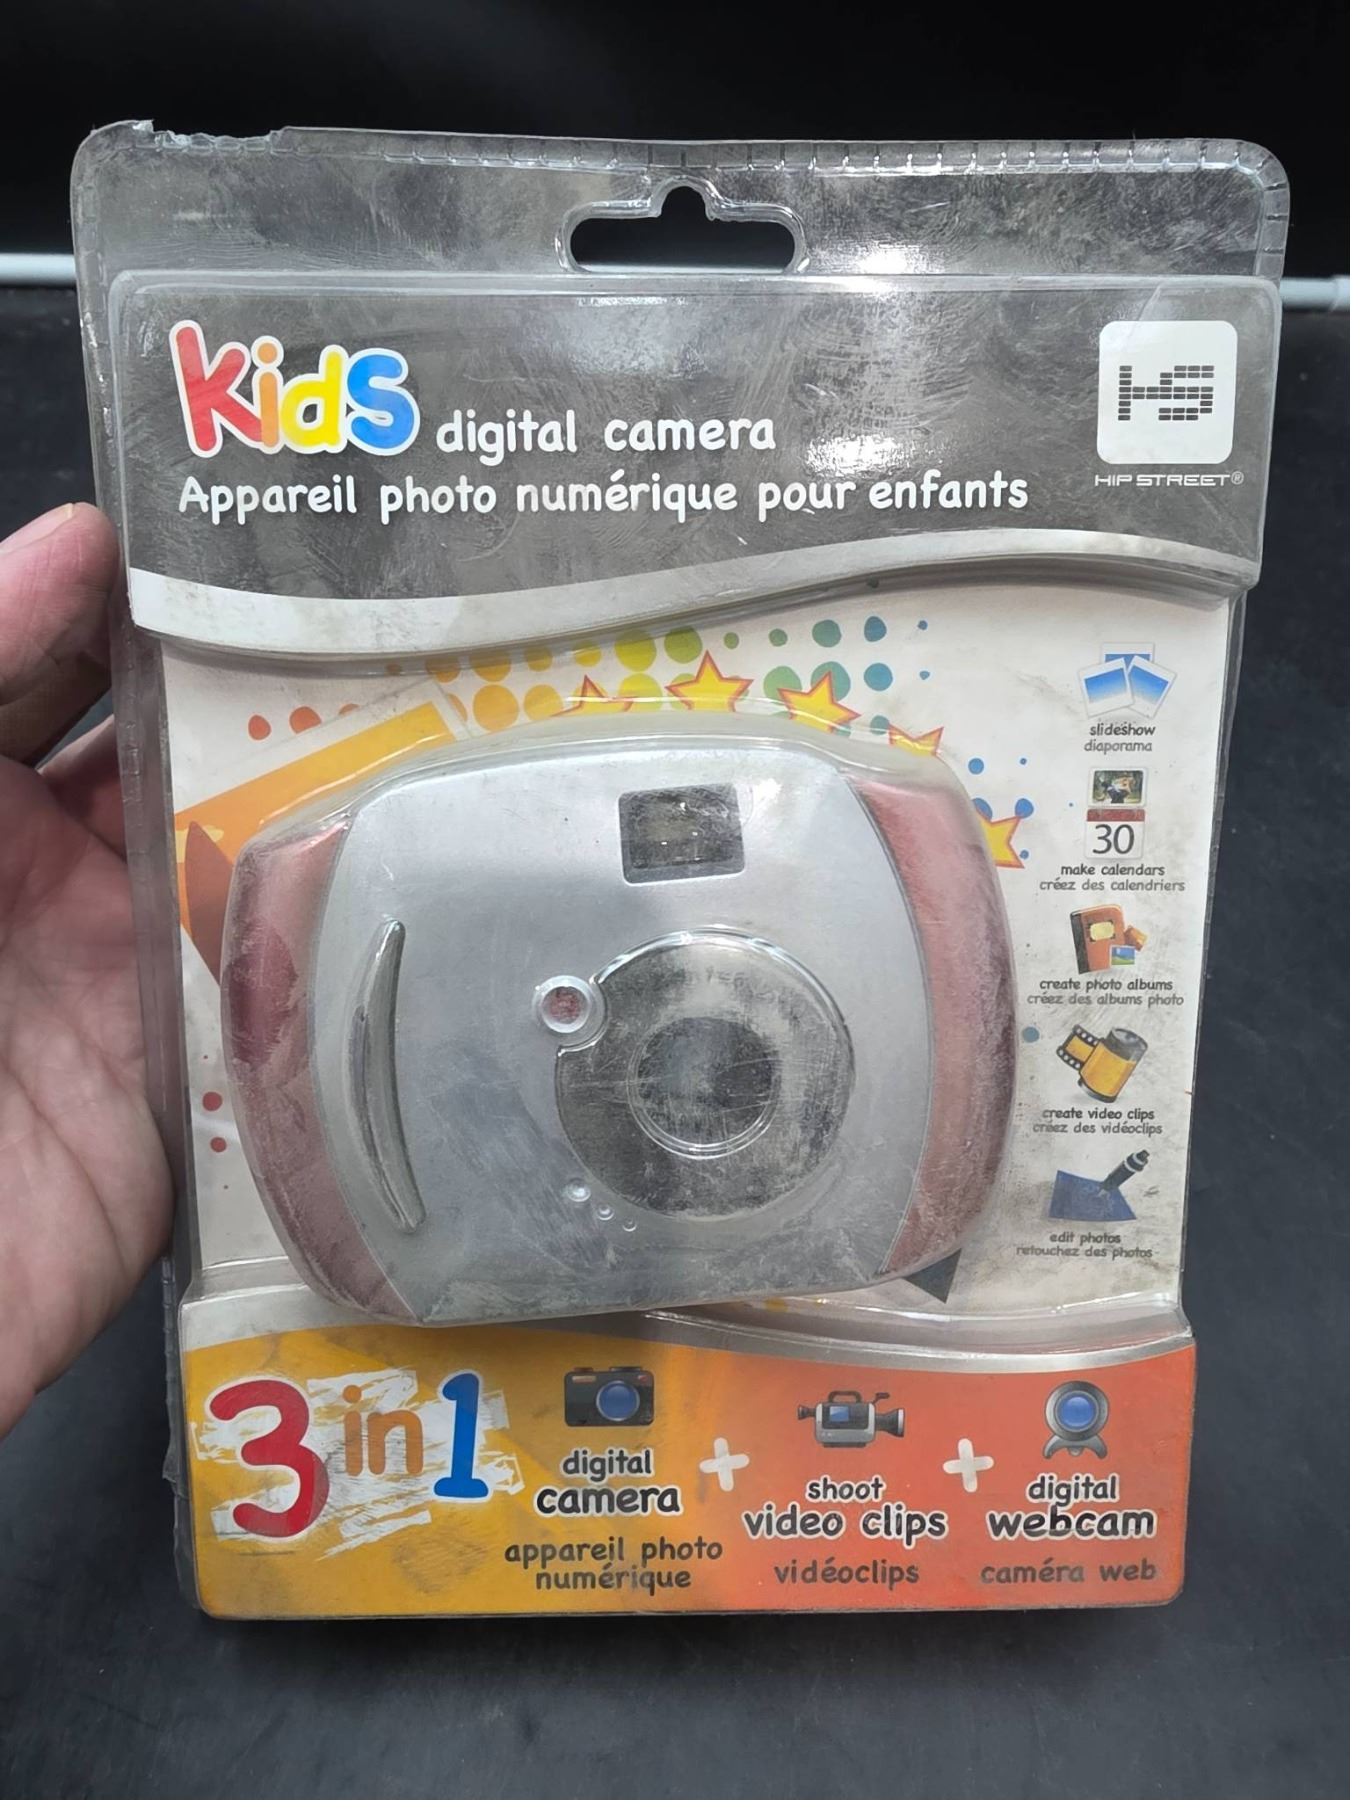 Kids digital camera
Appareil photo numérique pour enfants
HS
HIP STREET®
slideshow
diaporama
30
make calendars
créez des calendriers
create photo albums
créez des albums photo
create video clips
créez des vidéoclips
edit photos
retouchez des photos
3 in 1
digital
camera
appareil photo
numérique
+
shoot
video clips
vidéoclips
+
digital
webcam
caméra web